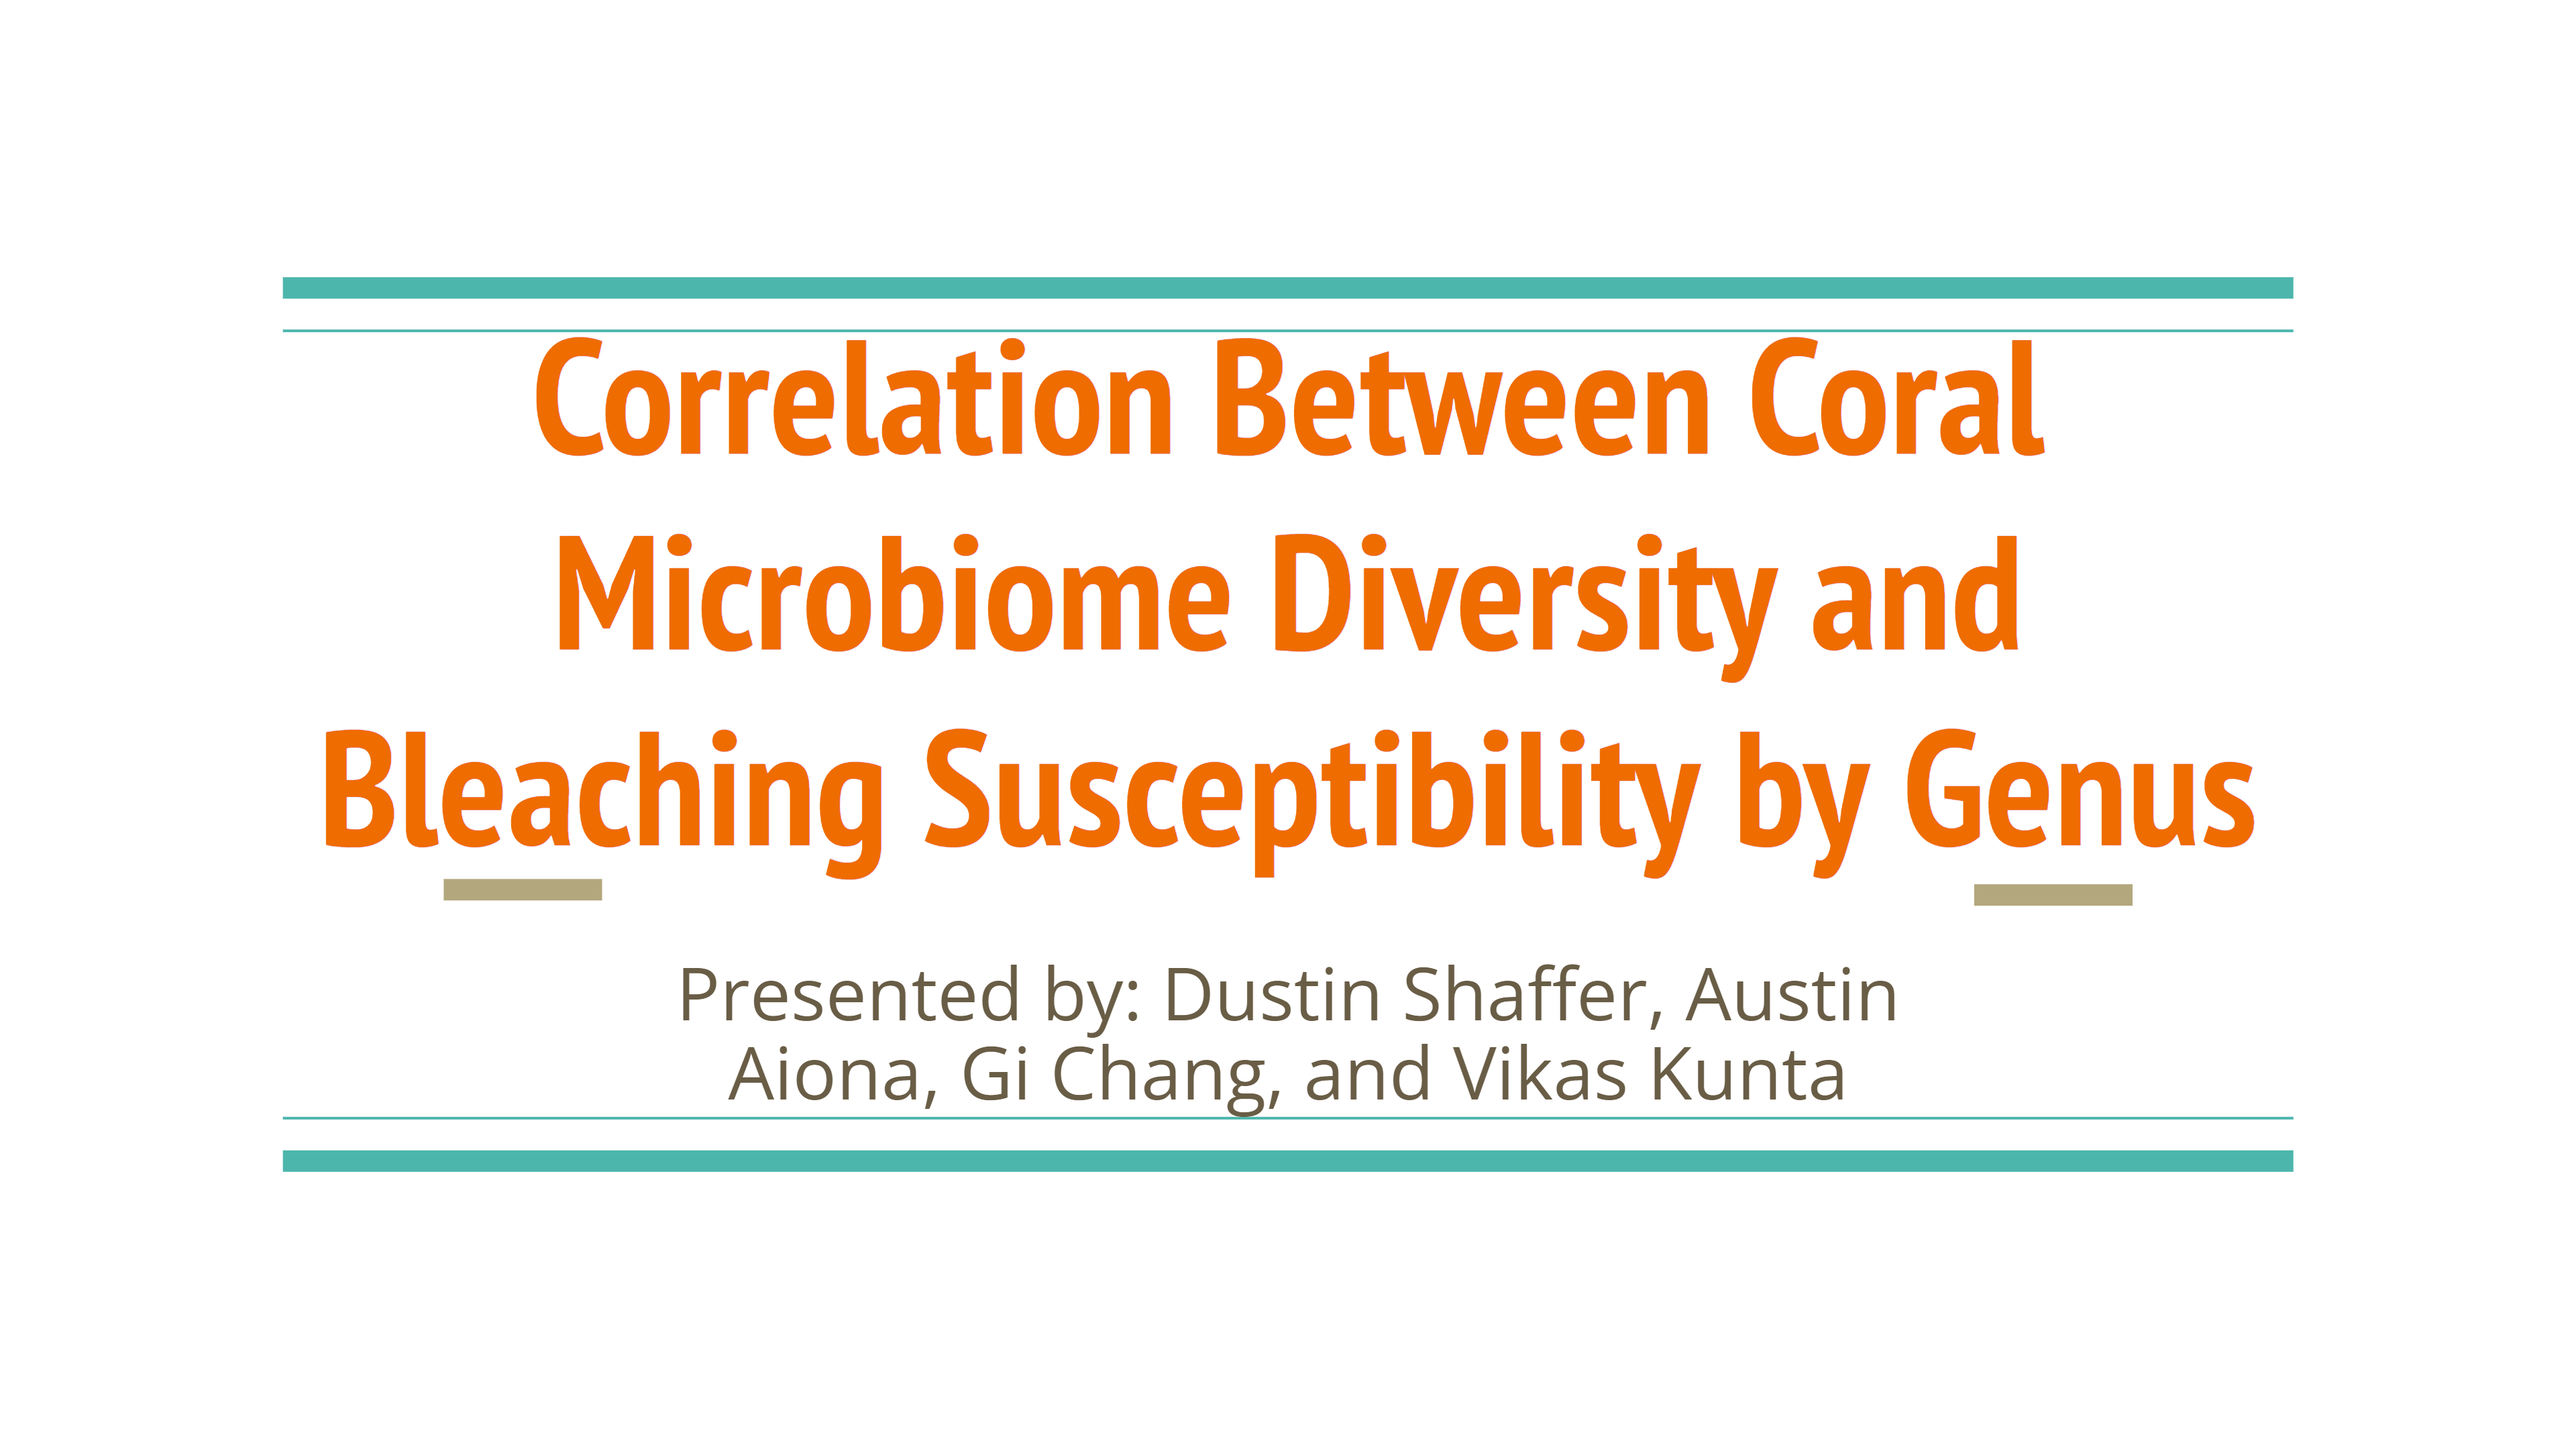 Correlation Between Coral
Microbiome Diversity and
Bleaching Susceptibility by Genus
Presented by: Dustin Shaffer, Austin
Aiona, Gi Chang, and Vikas Kunta